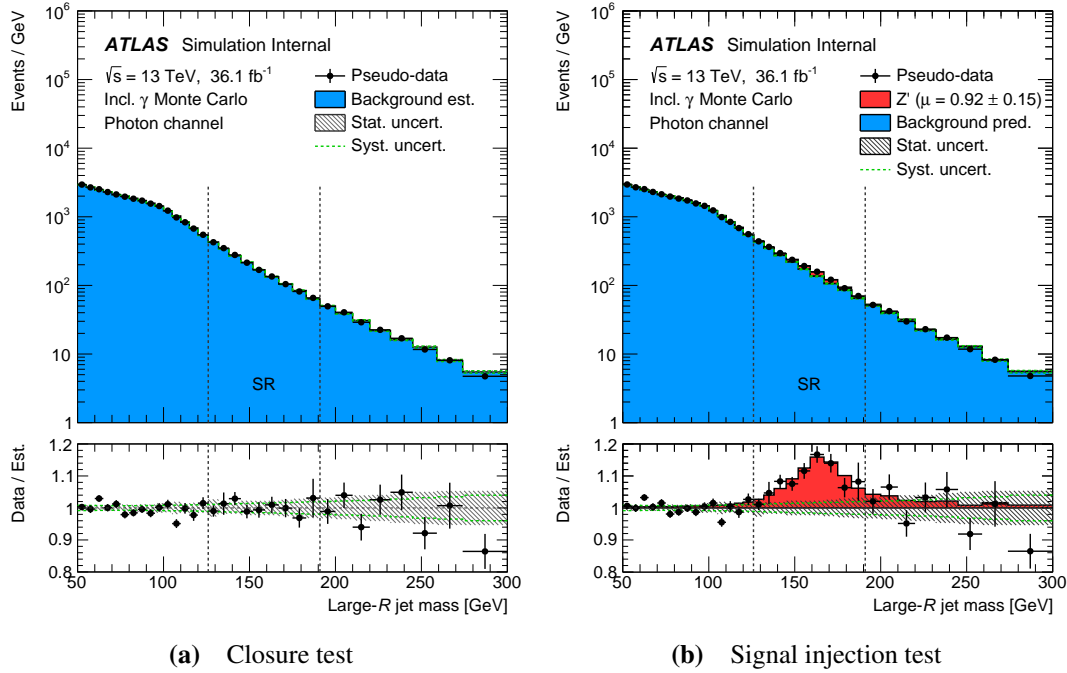 Events / GeV
10⁶
10⁵
10⁴
10³
10²
10
1
ATLAS Simulation Internal
√s = 13 TeV, 36.1 fb⁻¹
Incl. γ Monte Carlo
Photon channel
Pseudo-data
Background est.
Stat. uncert.
Syst. uncert.
SR
Data / Est.
1.2
1.1
1.0
0.9
0.8
50 100 150 200 250 300
Large-R jet mass [GeV]
(a) Closure test
Events / GeV
10⁶
10⁵
10⁴
10³
10²
10
1
ATLAS Simulation Internal
√s = 13 TeV, 36.1 fb⁻¹
Incl. γ Monte Carlo
Photon channel
Pseudo-data
Z' (μ = 0.92 ± 0.15)
Background pred.
Stat. uncert.
Syst. uncert.
SR
Data / Est.
1.2
1.1
1.0
0.9
0.8
50 100 150 200 250 300
Large-R jet mass [GeV]
(b) Signal injection test